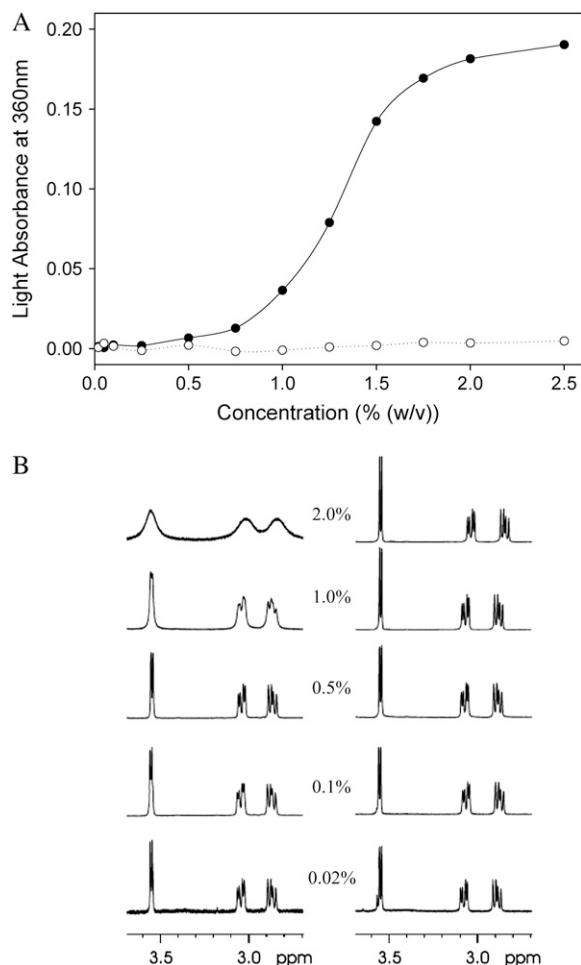 A
0.20
0.15
0.10
0.05
0.00
Light Absorbance at 360nm
0.0 0.5 1.0 1.5 2.0 2.5
Concentration (% (w/v))
B
2.0%
1.0%
0.5%
0.1%
0.02%
3.5 3.0 ppm 3.5 3.0 ppm